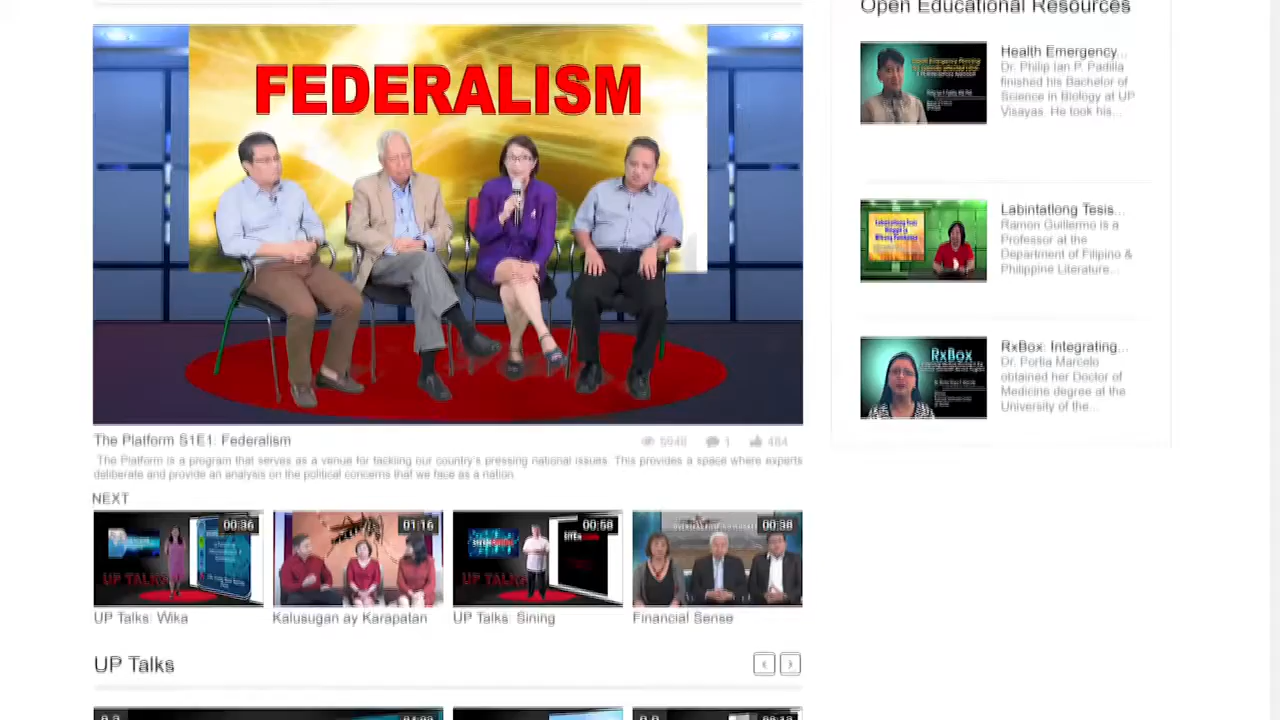 Open Educational Resources
FEDERALISM
Health Emergency...
Dr. Philip Ian P. Padilla
finished his Bachelor of
Science in Biology at UP
Visayas. He took his...
Labintatlong Tesis...
Ramon Guillermo is a
Professor at the
Department of Filipino &
Philippine Literature...
RxBox
RxBox: Integrating...
Dr. Portia Marcelo
obtained her Doctor of
Medicine degree at the
University of the...
The Platform S1E1: Federalism
1
484
The Platform is a program that serves as a venue for tackling our country's pressing national issues. This provides a space where experts
deliberate and provide an analysis on the political concerns that we face as a nation.
NEXT
00:36
01:16
00:58
00:38
UP TALKS
UP TALKS
UP Talks: Wika
Kalusugan ay Karapatan
UP Talks: Sining
Financial Sense
UP Talks